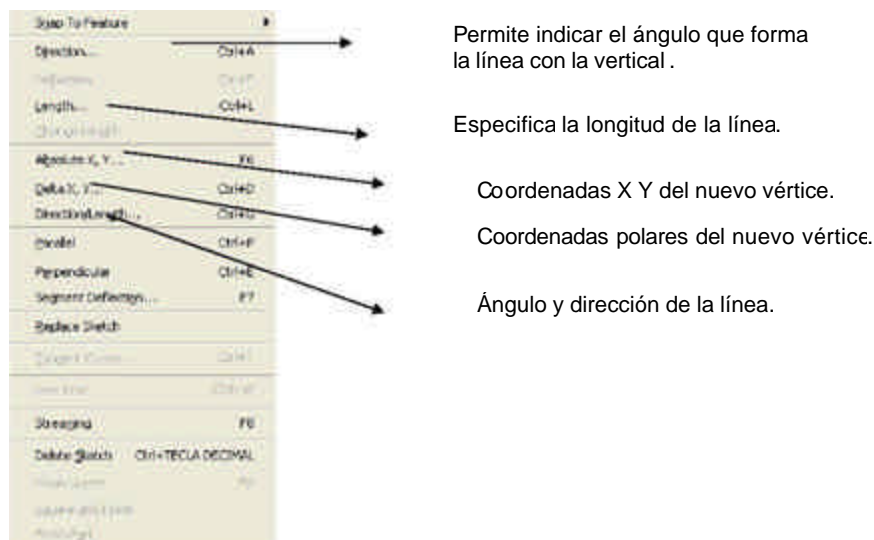 Snap To Feature
Direction... Ctrl+A
Length... Ctrl+L
Absolute X, Y... F6
Delta X, Y... Ctrl+D
Direction/Length... Ctrl+G
Parallel Ctrl+P
Perpendicular Ctrl+E
Segment Deflection... F7
Replace Sketch
Streaming F8
Delete Sketch Ctrl+TECLA DECIMAL
Permite indicar el ángulo que forma
la línea con la vertical .
Especifica la longitud de la línea.
Coordenadas X Y del nuevo vértice.
Coordenadas polares del nuevo vértice.
Ángulo y dirección de la línea.